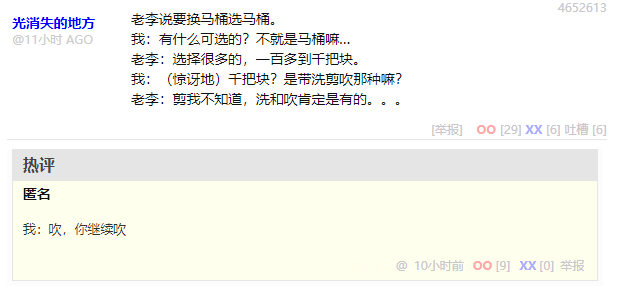 4652613
光消失的地方
@11小时 AGO
老李说要换马桶选马桶。
我：有什么可选的？不就是马桶嘛...
老李：选择很多的，一百多到千把块。
我：（惊讶地）千把块？是带洗剪吹那种嘛？
老李：剪我不知道，洗和吹肯定是有的。。。
[举报] OO [29] XX [6] 吐槽 [6]
热评
匿名
我：吹，你继续吹
@ 10小时前 OO [9] XX [0] 举报